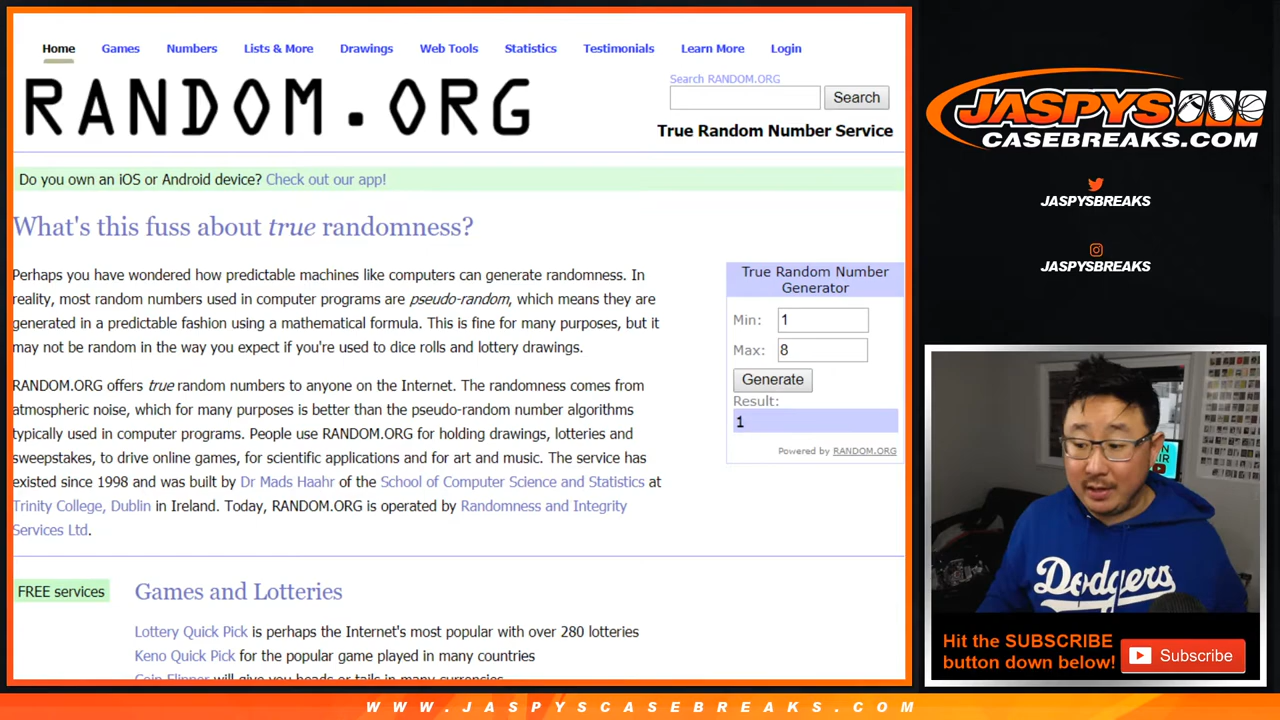 Home Games Numbers Lists & More Drawings Web Tools Statistics Testimonials Learn More Login
RANDOM.ORG
Search RANDOM.ORG
Search
True Random Number Service
Do you own an iOS or Android device? Check out our app!
What's this fuss about true randomness?
Perhaps you have wondered how predictable machines like computers can generate randomness. In
reality, most random numbers used in computer programs are pseudo-random, which means they are
generated in a predictable fashion using a mathematical formula. This is fine for many purposes, but it
may not be random in the way you expect if you're used to dice rolls and lottery drawings.
RANDOM.ORG offers true random numbers to anyone on the Internet. The randomness comes from
atmospheric noise, which for many purposes is better than the pseudo-random number algorithms
typically used in computer programs. People use RANDOM.ORG for holding drawings, lotteries and
sweepstakes, to drive online games, for scientific applications and for art and music. The service has
existed since 1998 and was built by Dr Mads Haahr of the School of Computer Science and Statistics at
Trinity College, Dublin in Ireland. Today, RANDOM.ORG is operated by Randomness and Integrity
Services Ltd.
True Random Number
Generator
Min: 1
Max: 8
Generate
Result:
1
Powered by RANDOM.ORG
FREE services
Games and Lotteries
Lottery Quick Pick is perhaps the Internet's most popular with over 280 lotteries
Keno Quick Pick for the popular game played in many countries
Coin Flipper will give you heads or tails in many currencies
JASPYS
CASEBREAKS.COM
JASPYSBREAKS
JASPYSBREAKS
Dodgers
Hit the SUBSCRIBE
button down below!
Subscribe
WWW.JASPYSCASEBREAKS.COM